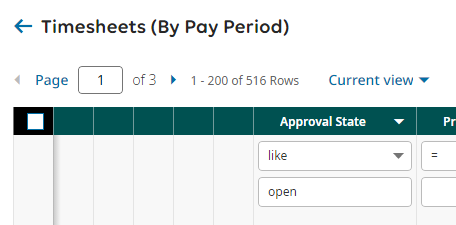 Timesheets (By Pay Period)
Page 1 of 3 1 - 200 of 516 Rows Current view
Approval State Pr
like =
open